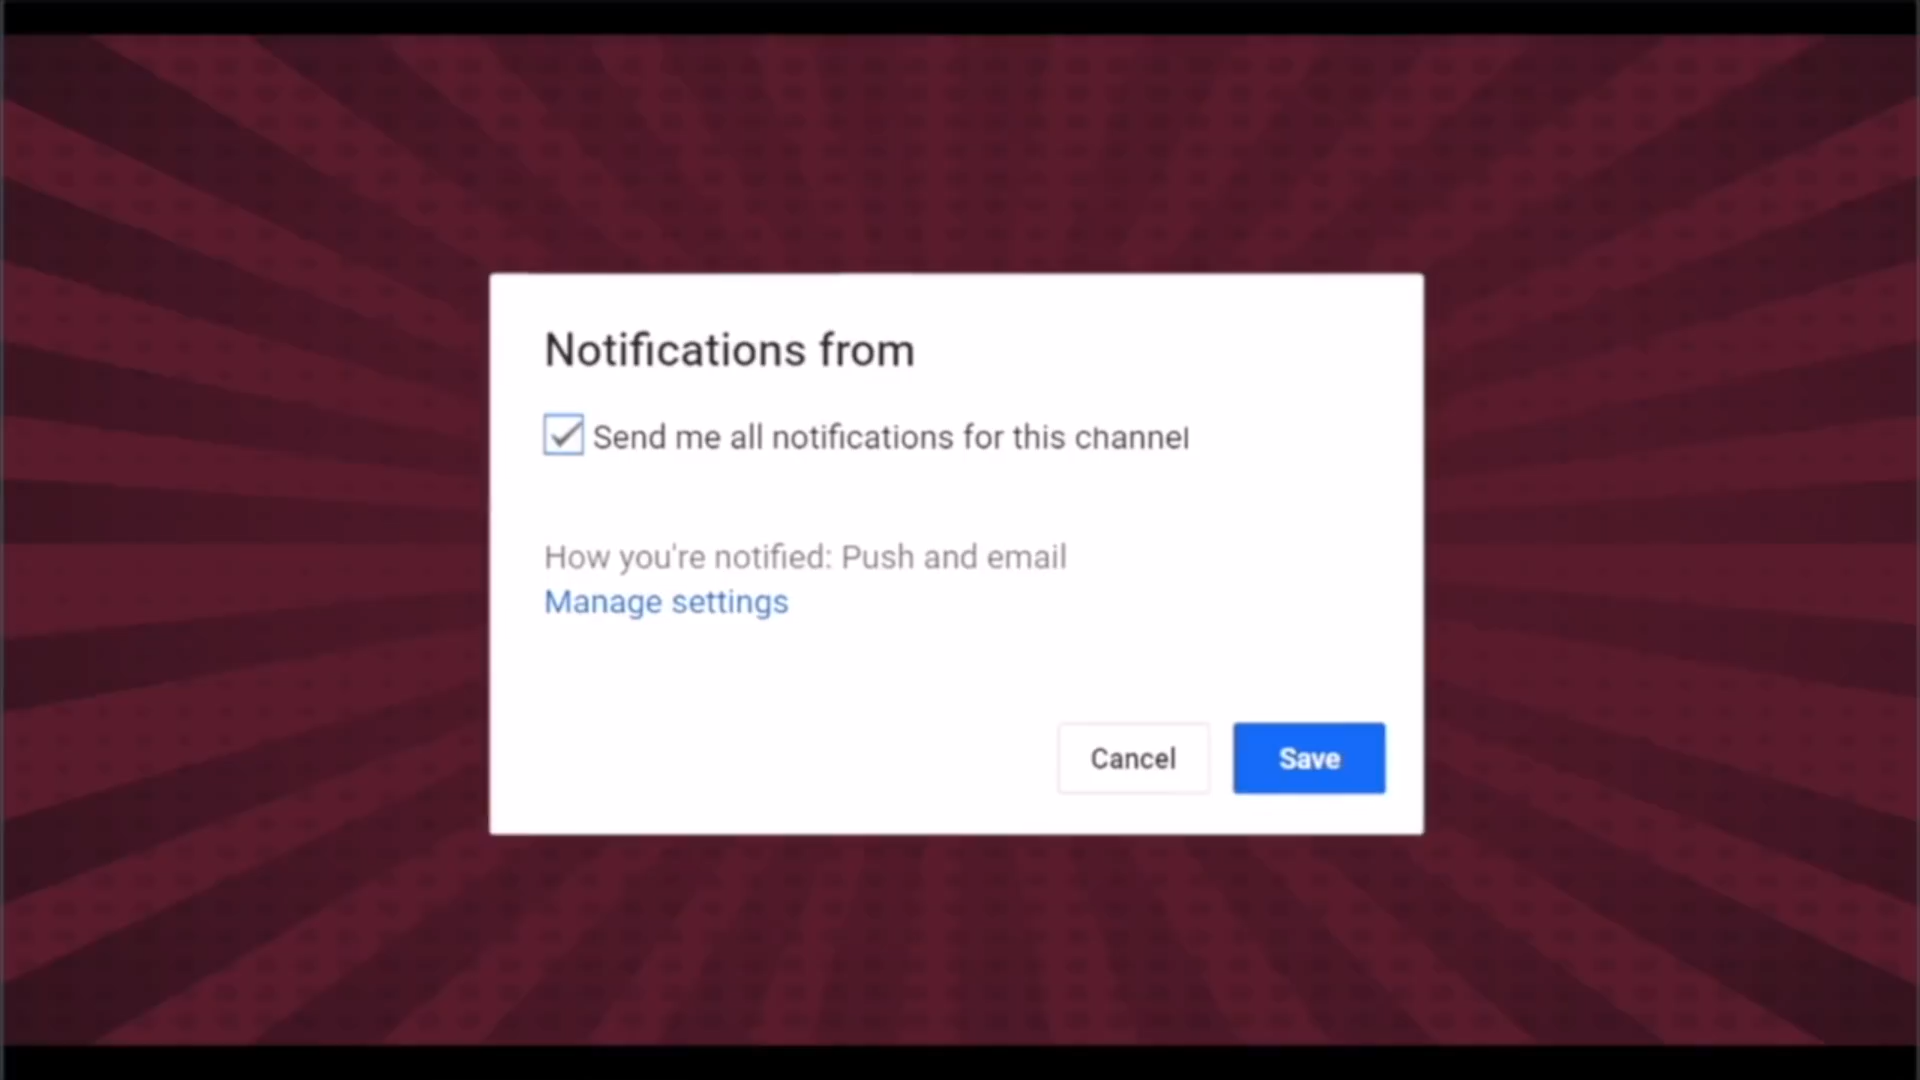 Notifications from
Send me all notifications for this channel
How you're notified: Push and email
Manage settings
Cancel
Save